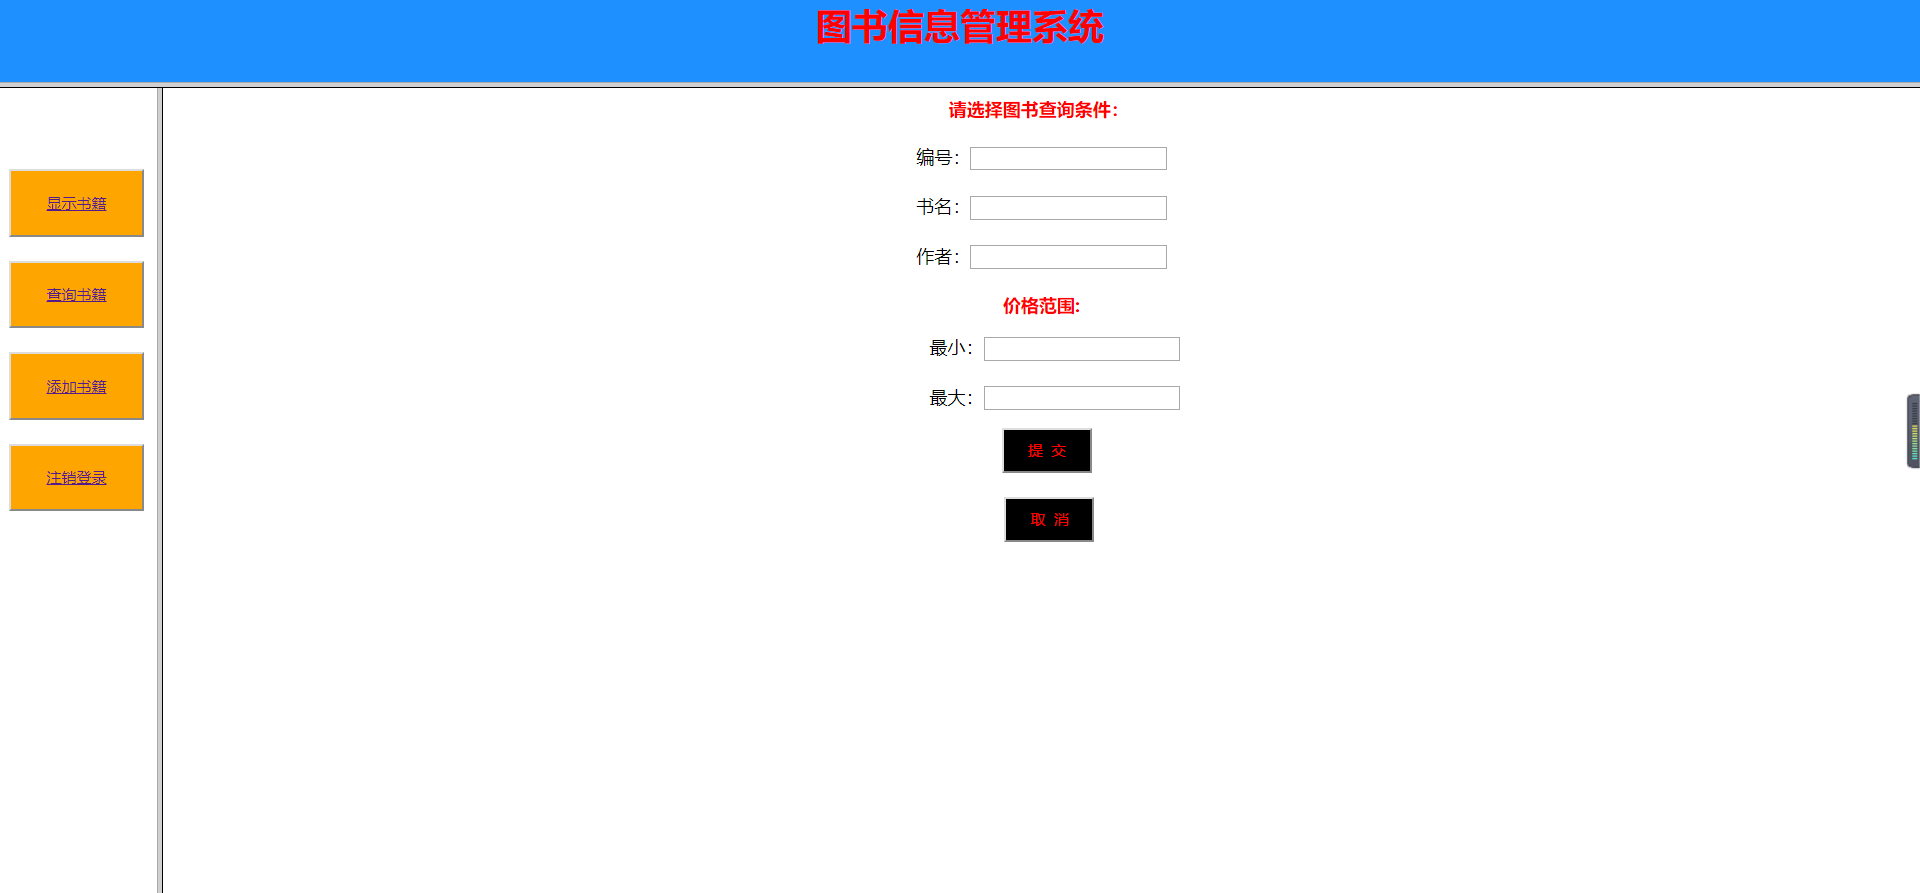 图书信息管理系统
显示书籍
查询书籍
添加书籍
注销登录
请选择图书查询条件：
编号：
书名：
作者：
价格范围:
最小：
最大：
提 交
取 消